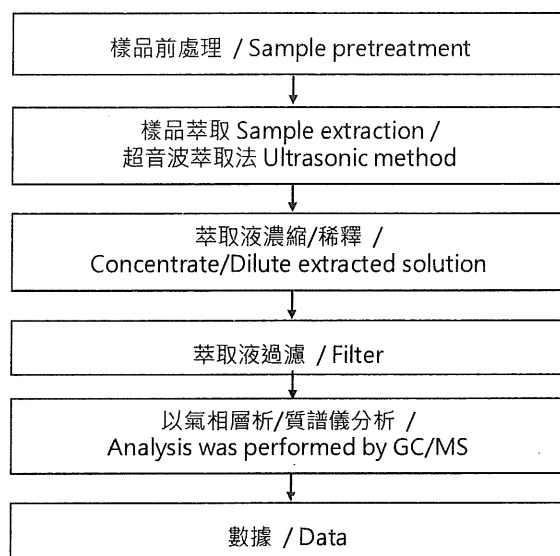 樣品前處理 / Sample pretreatment
樣品萃取 Sample extraction /
超音波萃取法 Ultrasonic method
萃取液濃縮/稀釋 /
Concentrate/Dilute extracted solution
萃取液過濾 / Filter
以氣相層析/質譜儀分析 /
Analysis was performed by GC/MS
數據 / Data